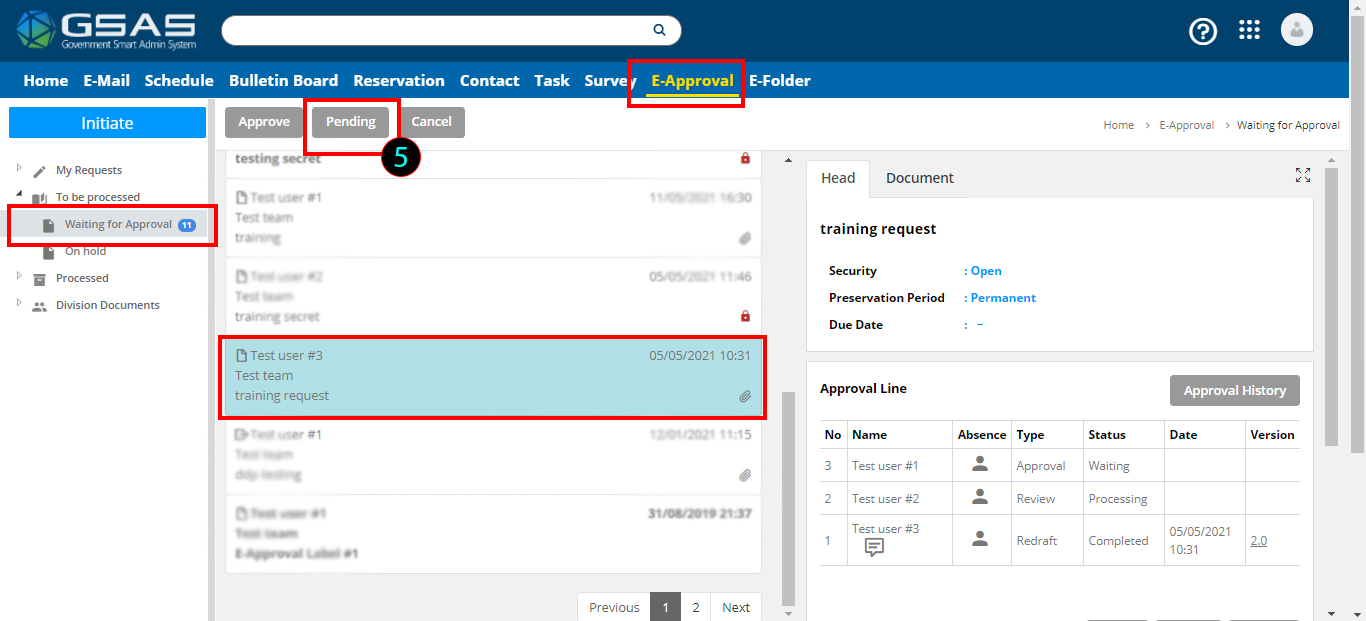 GSAS
Government Smart Admin System
Home E-Mail Schedule Bulletin Board Reservation Contact Task Survey E-Approval E-Folder
Initiate
My Requests
To be processed
Waiting for Approval 11
On hold
Processed
Division Documents
Approve Pending Cancel
5
Home > E-Approval > Waiting for Approval
testing secret
Test user #1 11/05/2021 16:30
Test team
training
Test user #2 05/05/2021 11:46
Test team
training secret
Test user #3 05/05/2021 10:31
Test team
training request
Test user #1 12/01/2021 11:15
Test team
ddp testing
Test user #1 31/08/2019 21:37
Test team
E-Approval Label #1
Previous 1 2 Next
Head Document
training request
Security : Open
Preservation Period : Permanent
Due Date : –
Approval Line Approval History
No Name Absence Type Status Date Version
3 Test user #1 Approval Waiting
2 Test user #2 Review Processing
1 Test user #3 Redraft Completed 05/05/2021 10:31 2.0